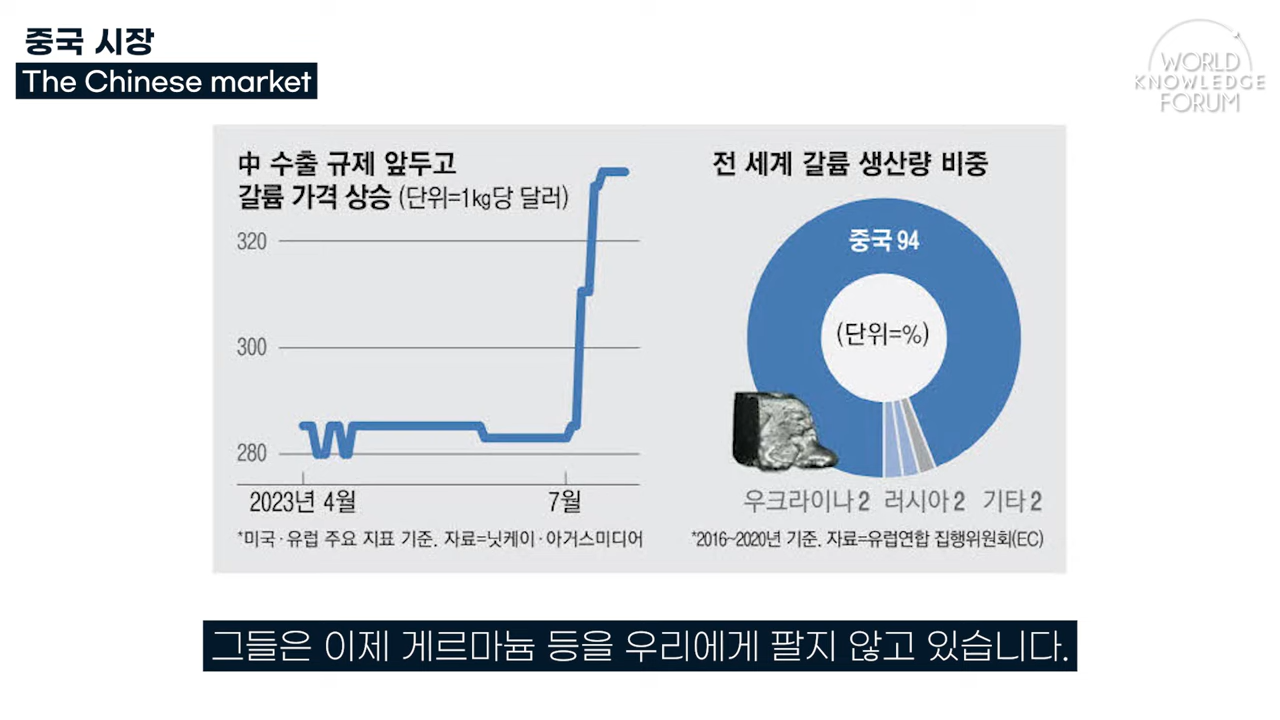 중국 시장
The Chinese market
WORLD
KNOWLEDGE
FORUM
中 수출 규제 앞두고
갈륨 가격 상승 (단위=1㎏당 달러)
320
300
280
2023년 4월 7월
*미국·유럽 주요 지표 기준. 자료=닛케이·아거스미디어
전 세계 갈륨 생산량 비중
중국 94
(단위=%)
우크라이나 2 러시아 2 기타 2
*2016~2020년 기준. 자료=유럽연합 집행위원회(EC)
그들은 이제 게르마늄 등을 우리에게 팔지 않고 있습니다.